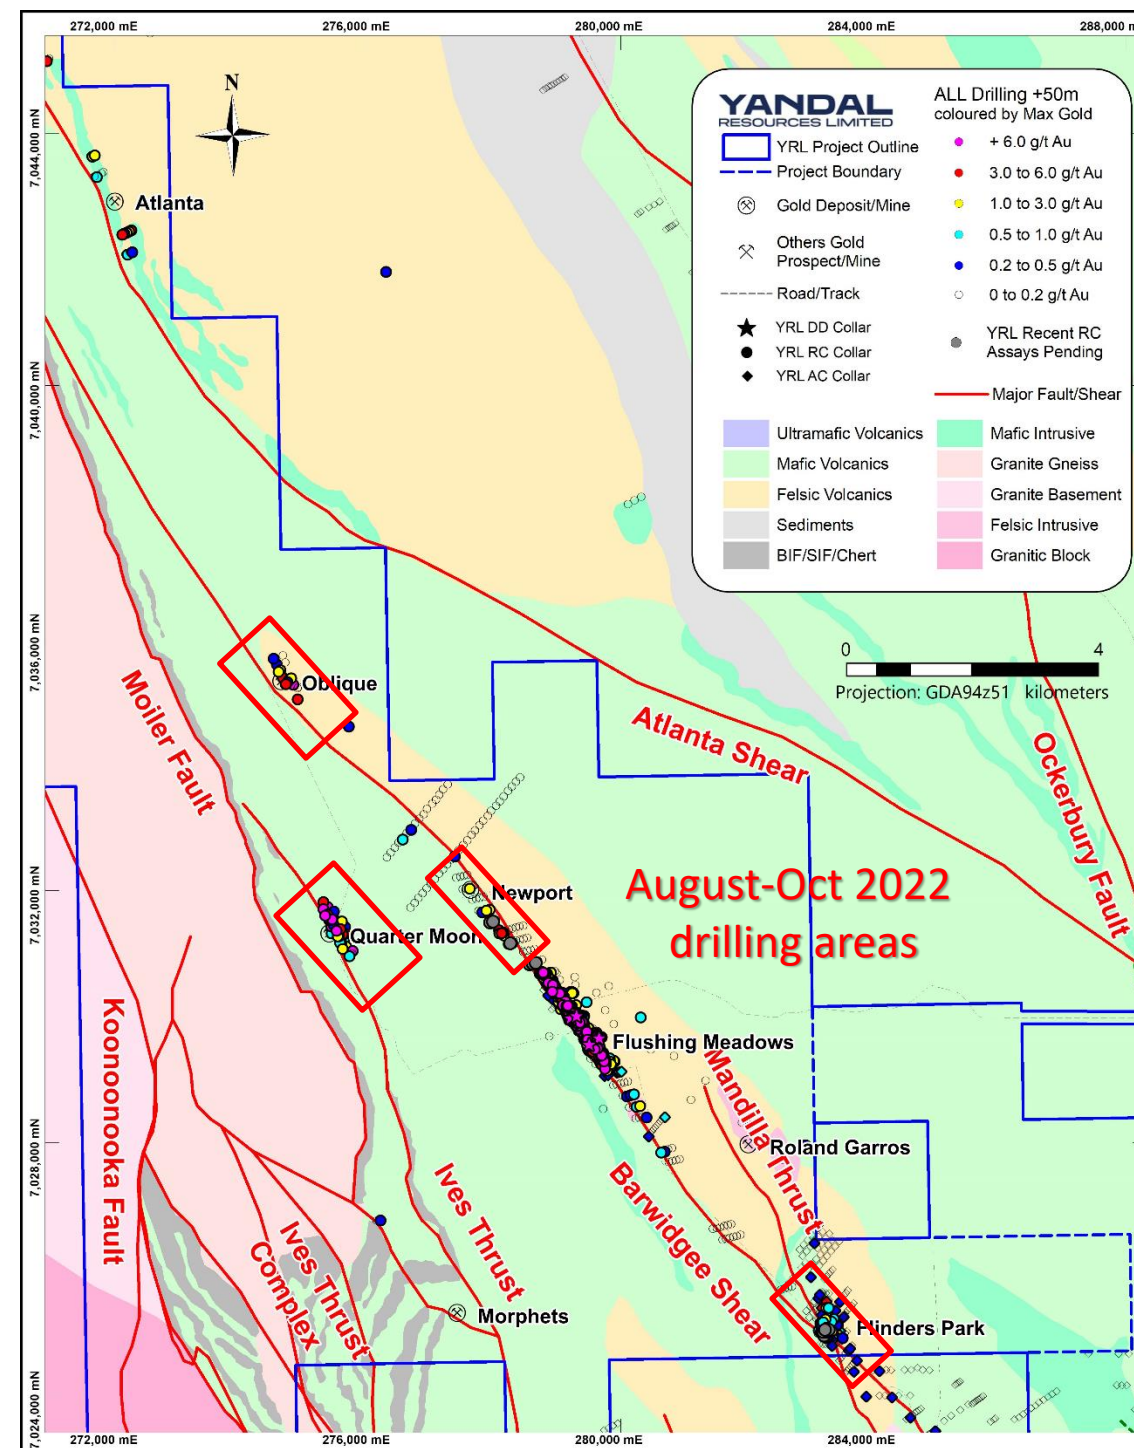 272,000 mE
276,000 mE
280,000 mE
284,000 mE
288,000 mE
7,044,000 mN
7,040,000 mN
7,036,000 mN
7,032,000 mN
7,028,000 mN
7,024,000 mN
N
YANDAL
RESOURCES LIMITED
YRL Project Outline
Project Boundary
Gold Deposit/Mine
Others Gold
Prospect/Mine
Road/Track
YRL DD Collar
YRL RC Collar
YRL AC Collar
ALL Drilling +50m
coloured by Max Gold
+ 6.0 g/t Au
3.0 to 6.0 g/t Au
1.0 to 3.0 g/t Au
0.5 to 1.0 g/t Au
0.2 to 0.5 g/t Au
0 to 0.2 g/t Au
YRL Recent RC
Assays Pending
Major Fault/Shear
Ultramafic Volcanics
Mafic Volcanics
Felsic Volcanics
Sediments
BIF/SIF/Chert
Mafic Intrusive
Granite Gneiss
Granite Basement
Felsic Intrusive
Granitic Block
0 4
Projection: GDA94z51 kilometers
Atlanta
Oblique
Moiler Fault
Atlanta Shear
Ockerbury Fault
Newport
August-Oct 2022
drilling areas
Quarter Moon
Flushing Meadows
Koonoonooka Fault
Mandilla Thrust
Roland Garros
Ives Thrust
Barwidgee Shear
Ives Thrust
Complex
Morphets
Flinders Park
272,000 mE
276,000 mE
280,000 mE
284,000 mE